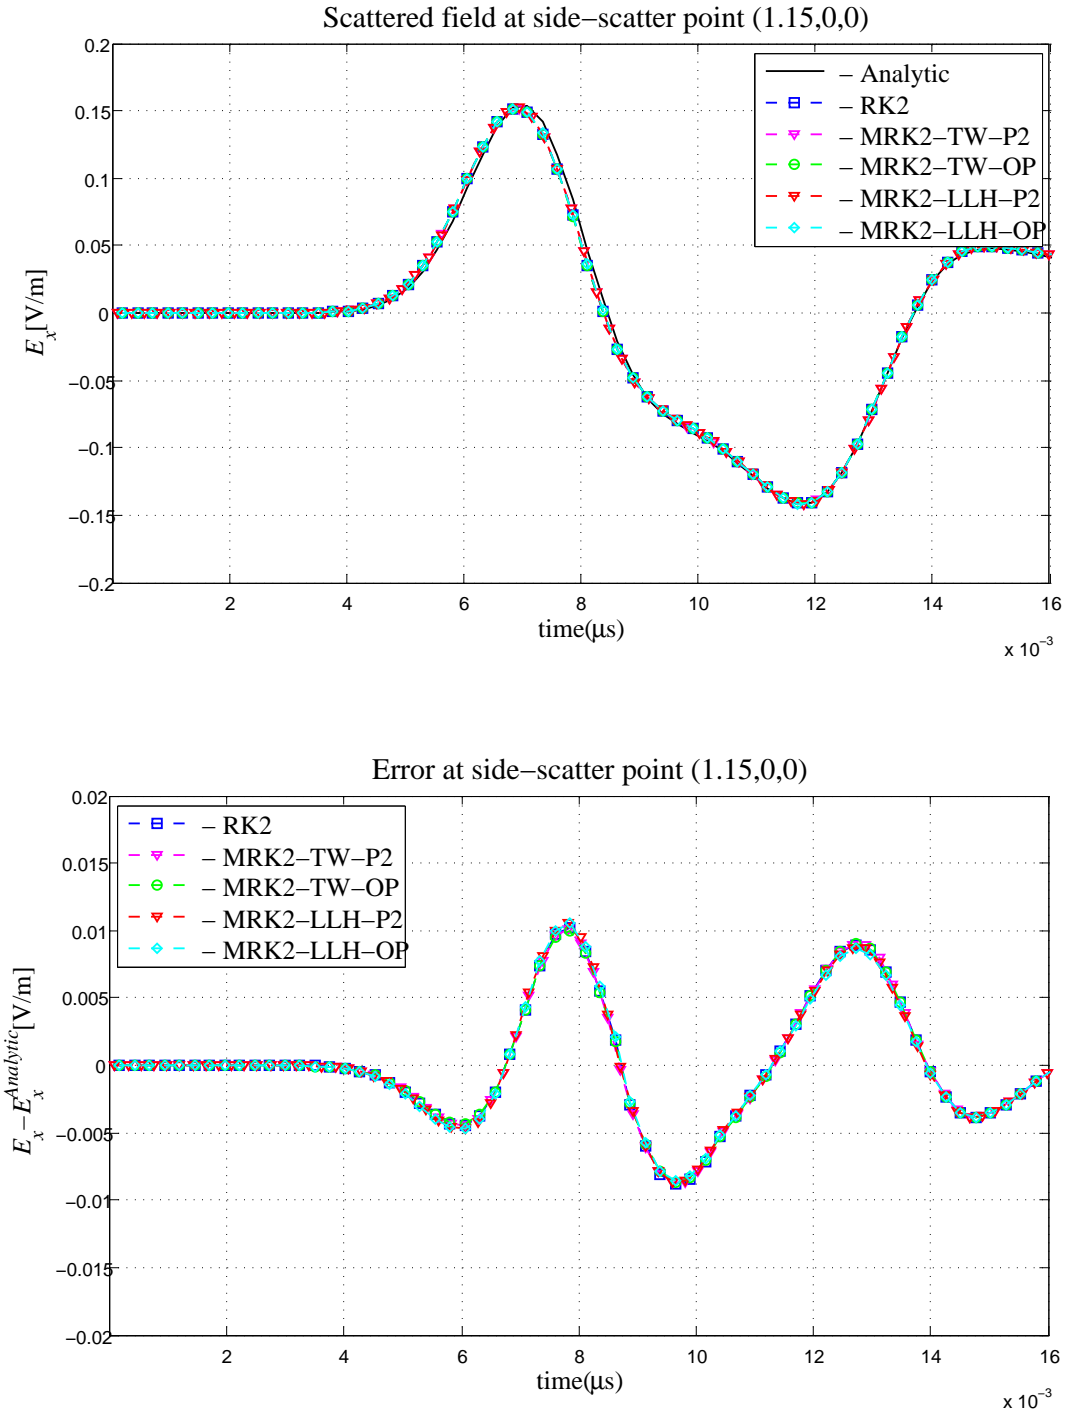 Scattered field at side−scatter point (1.15,0,0)
0.2
0.15
0.1
0.05
0
−0.05
−0.1
−0.15
−0.2
E_x[V/m]
− Analytic
− RK2
− MRK2−TW−P2
− MRK2−TW−OP
− MRK2−LLH−P2
− MRK2−LLH−OP
2 4 6 8 10 12 14 16
time(μs)
x 10^−3
Error at side−scatter point (1.15,0,0)
0.02
0.015
0.01
0.005
0
−0.005
−0.01
−0.015
−0.02
E_x−E_x^Analytic[V/m]
− RK2
− MRK2−TW−P2
− MRK2−TW−OP
− MRK2−LLH−P2
− MRK2−LLH−OP
2 4 6 8 10 12 14 16
time(μs)
x 10^−3